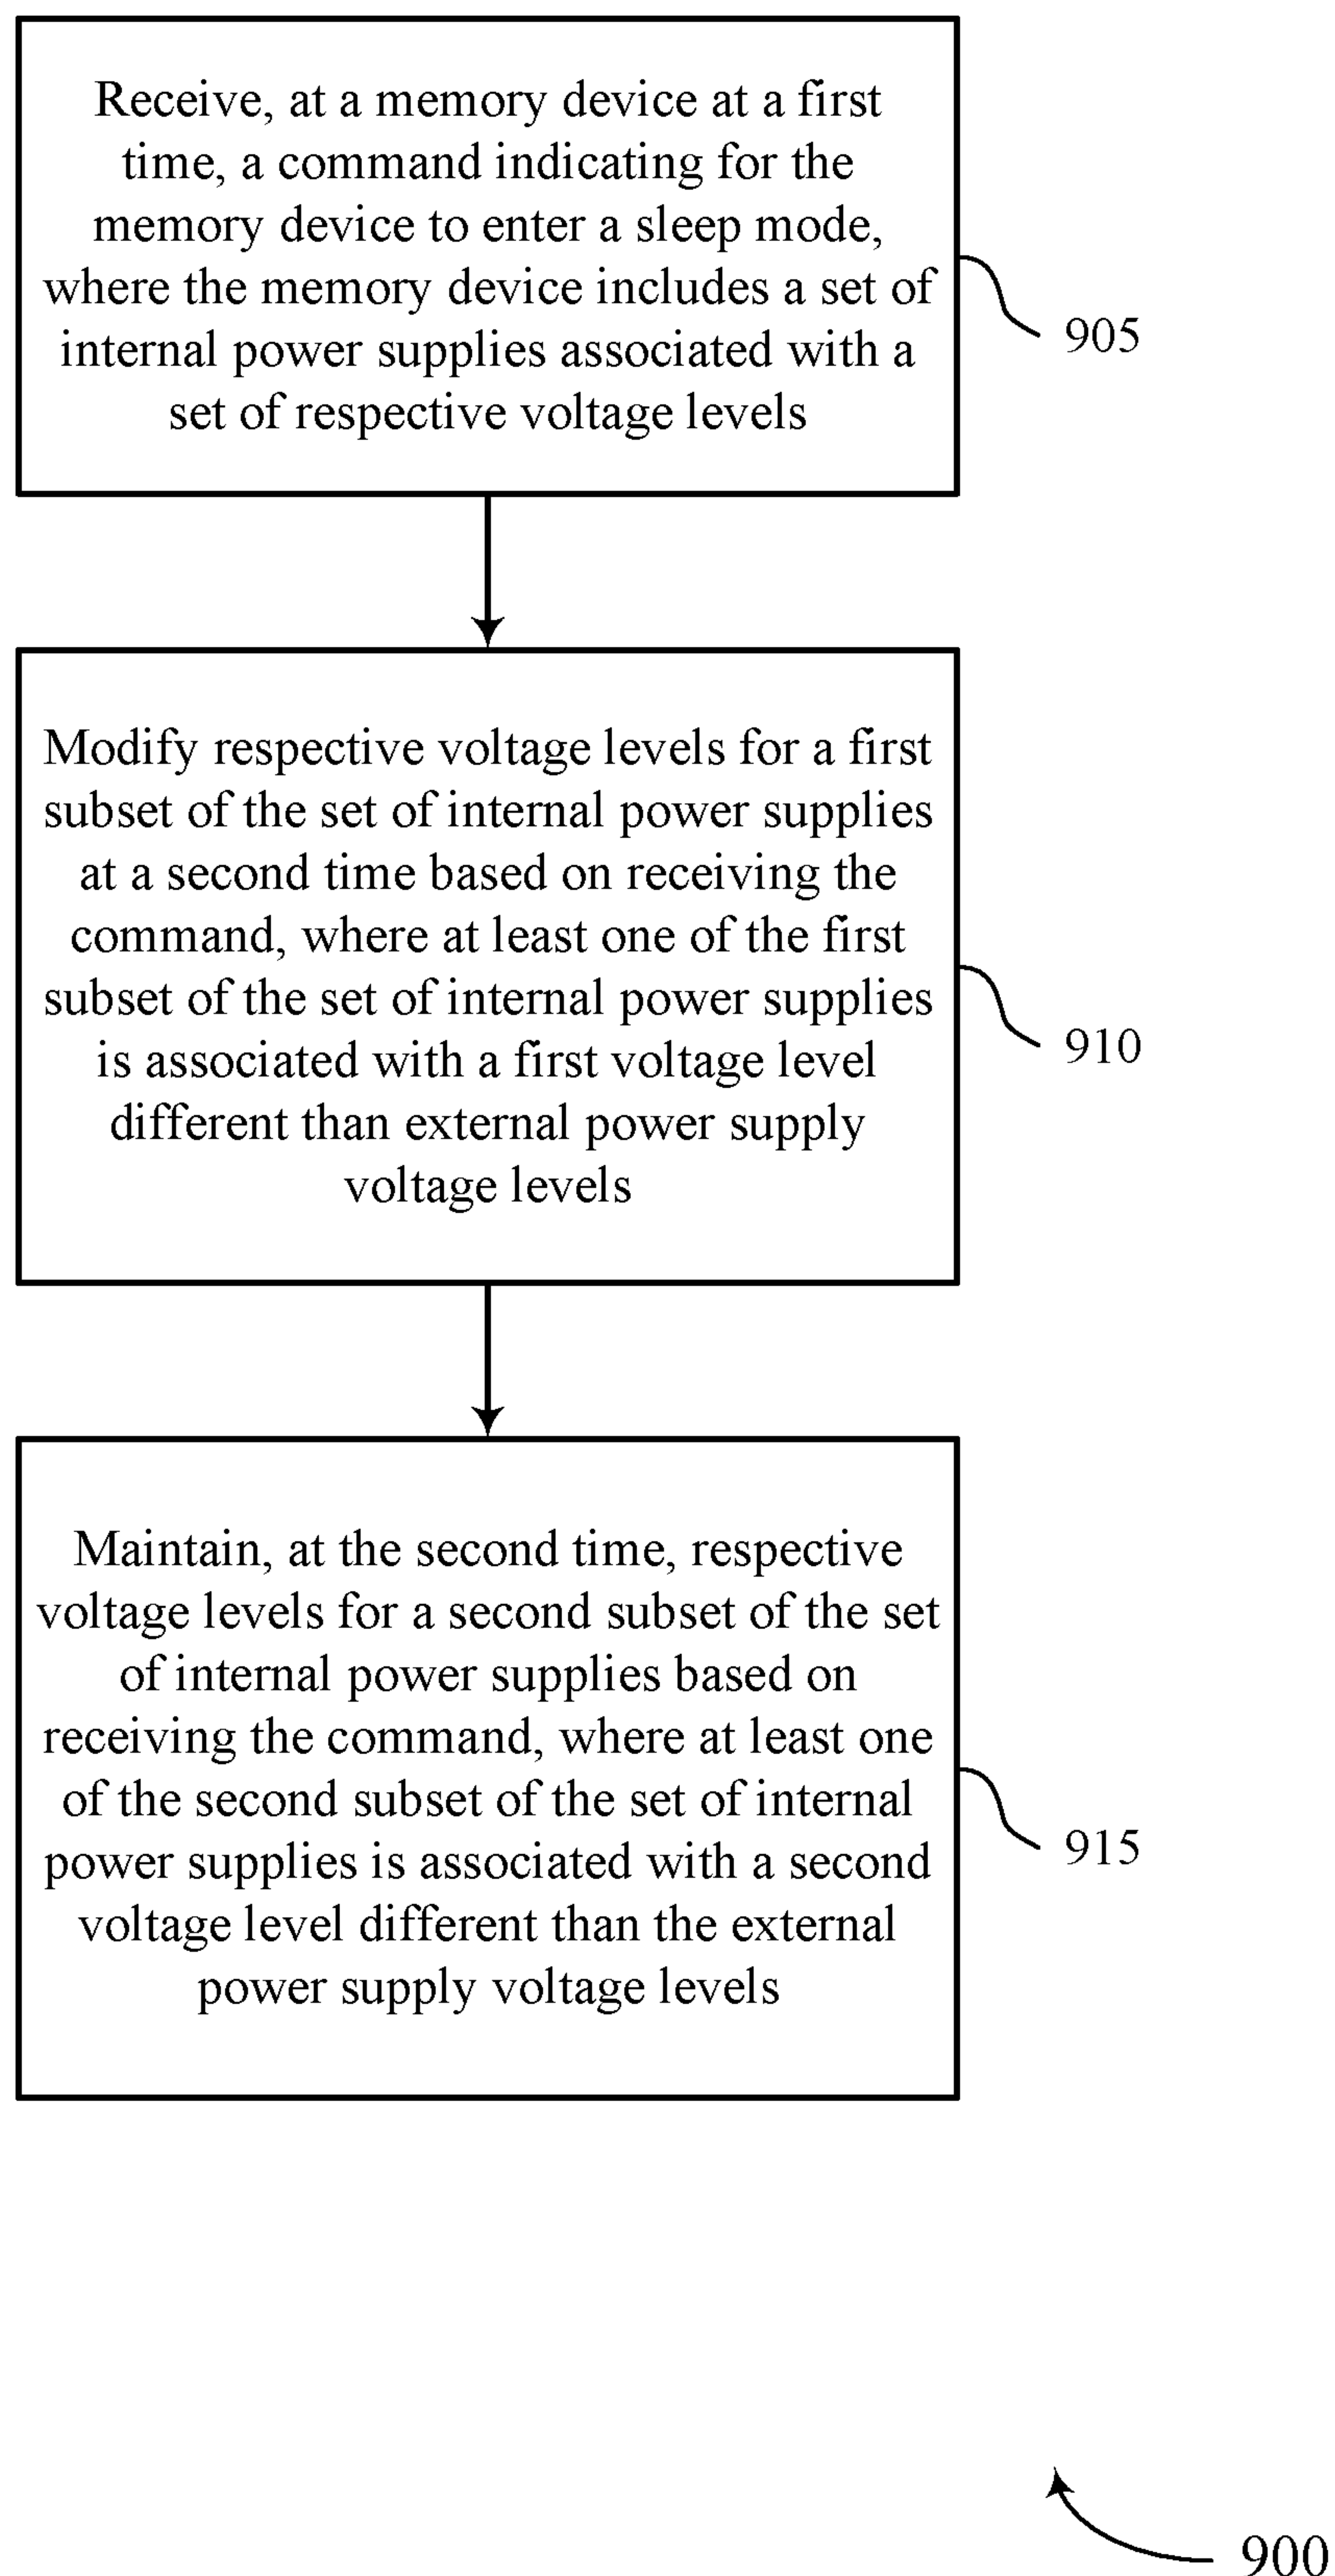 Receive, at a memory device at a first
time, a command indicating for the
memory device to enter a sleep mode,
where the memory device includes a set of
internal power supplies associated with a
set of respective voltage levels
905
Modify respective voltage levels for a first
subset of the set of internal power supplies
at a second time based on receiving the
command, where at least one of the first
subset of the set of internal power supplies
is associated with a first voltage level
different than external power supply
voltage levels
910
Maintain, at the second time, respective
voltage levels for a second subset of the set
of internal power supplies based on
receiving the command, where at least one
of the second subset of the set of internal
power supplies is associated with a second
voltage level different than the external
power supply voltage levels
915
900